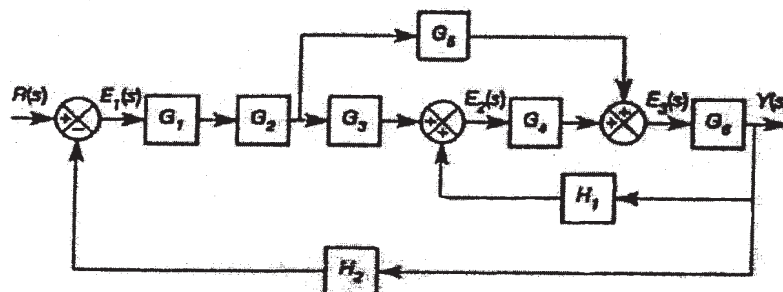 G₅
R(s) E₁(s) G₁ G₂ G₃ E₂(s) G₄ E₃(s) G₆ Y(s
H₁
H₂